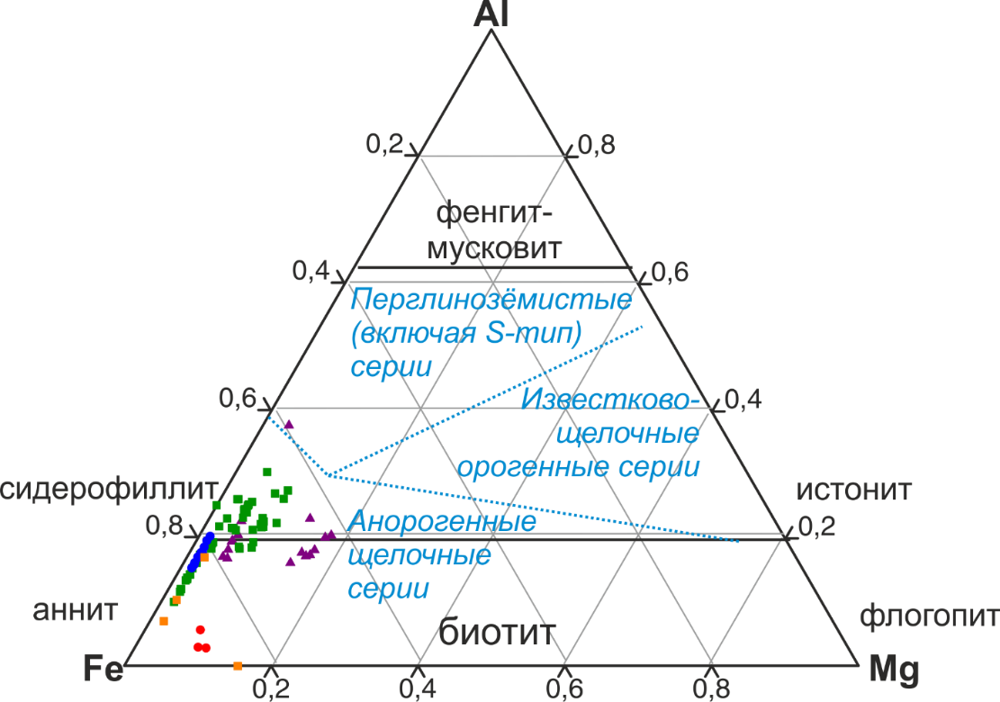 Al
0,2
0,8
фенгит-
мусковит
0,4
0,6
Перглинозёмистые
(включая S-тип)
серии
0,6
0,4
Известково-
щелочные
орогенные серии
сидерофиллит
истонит
0,8
0,2
Анорогенные
щелочные
серии
аннит
флогопит
биотит
Fe
Mg
0,2
0,4
0,6
0,8